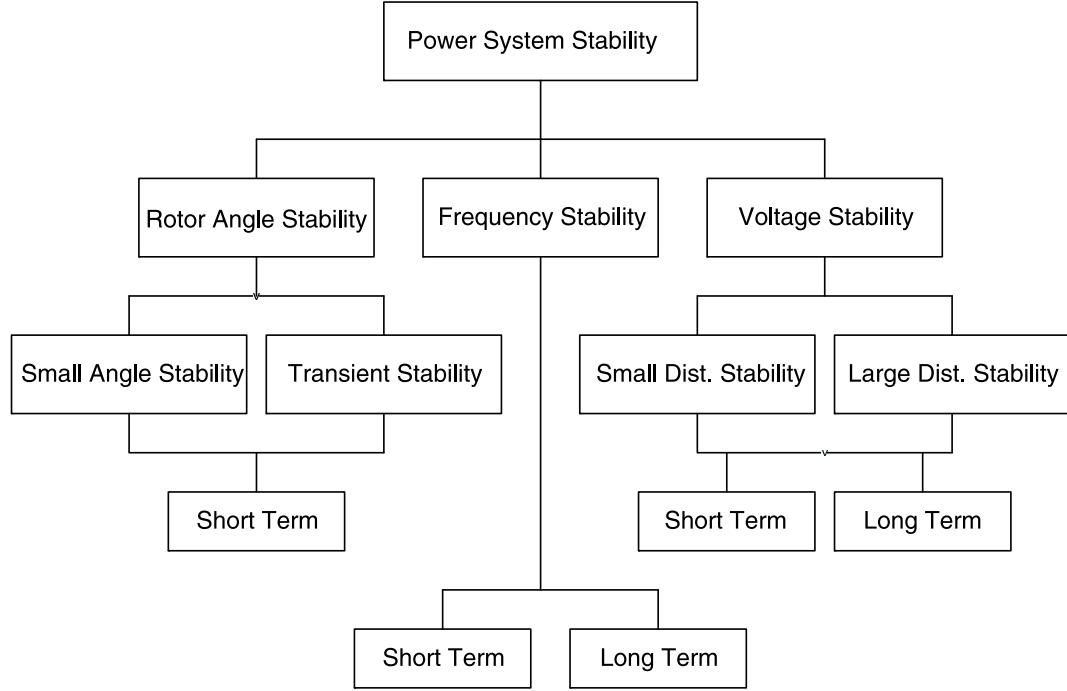 Power System Stability
Rotor Angle Stability
Frequency Stability
Voltage Stability
Small Angle Stability
Transient Stability
Small Dist. Stability
Large Dist. Stability
Short Term
Short Term
Long Term
Short Term
Long Term